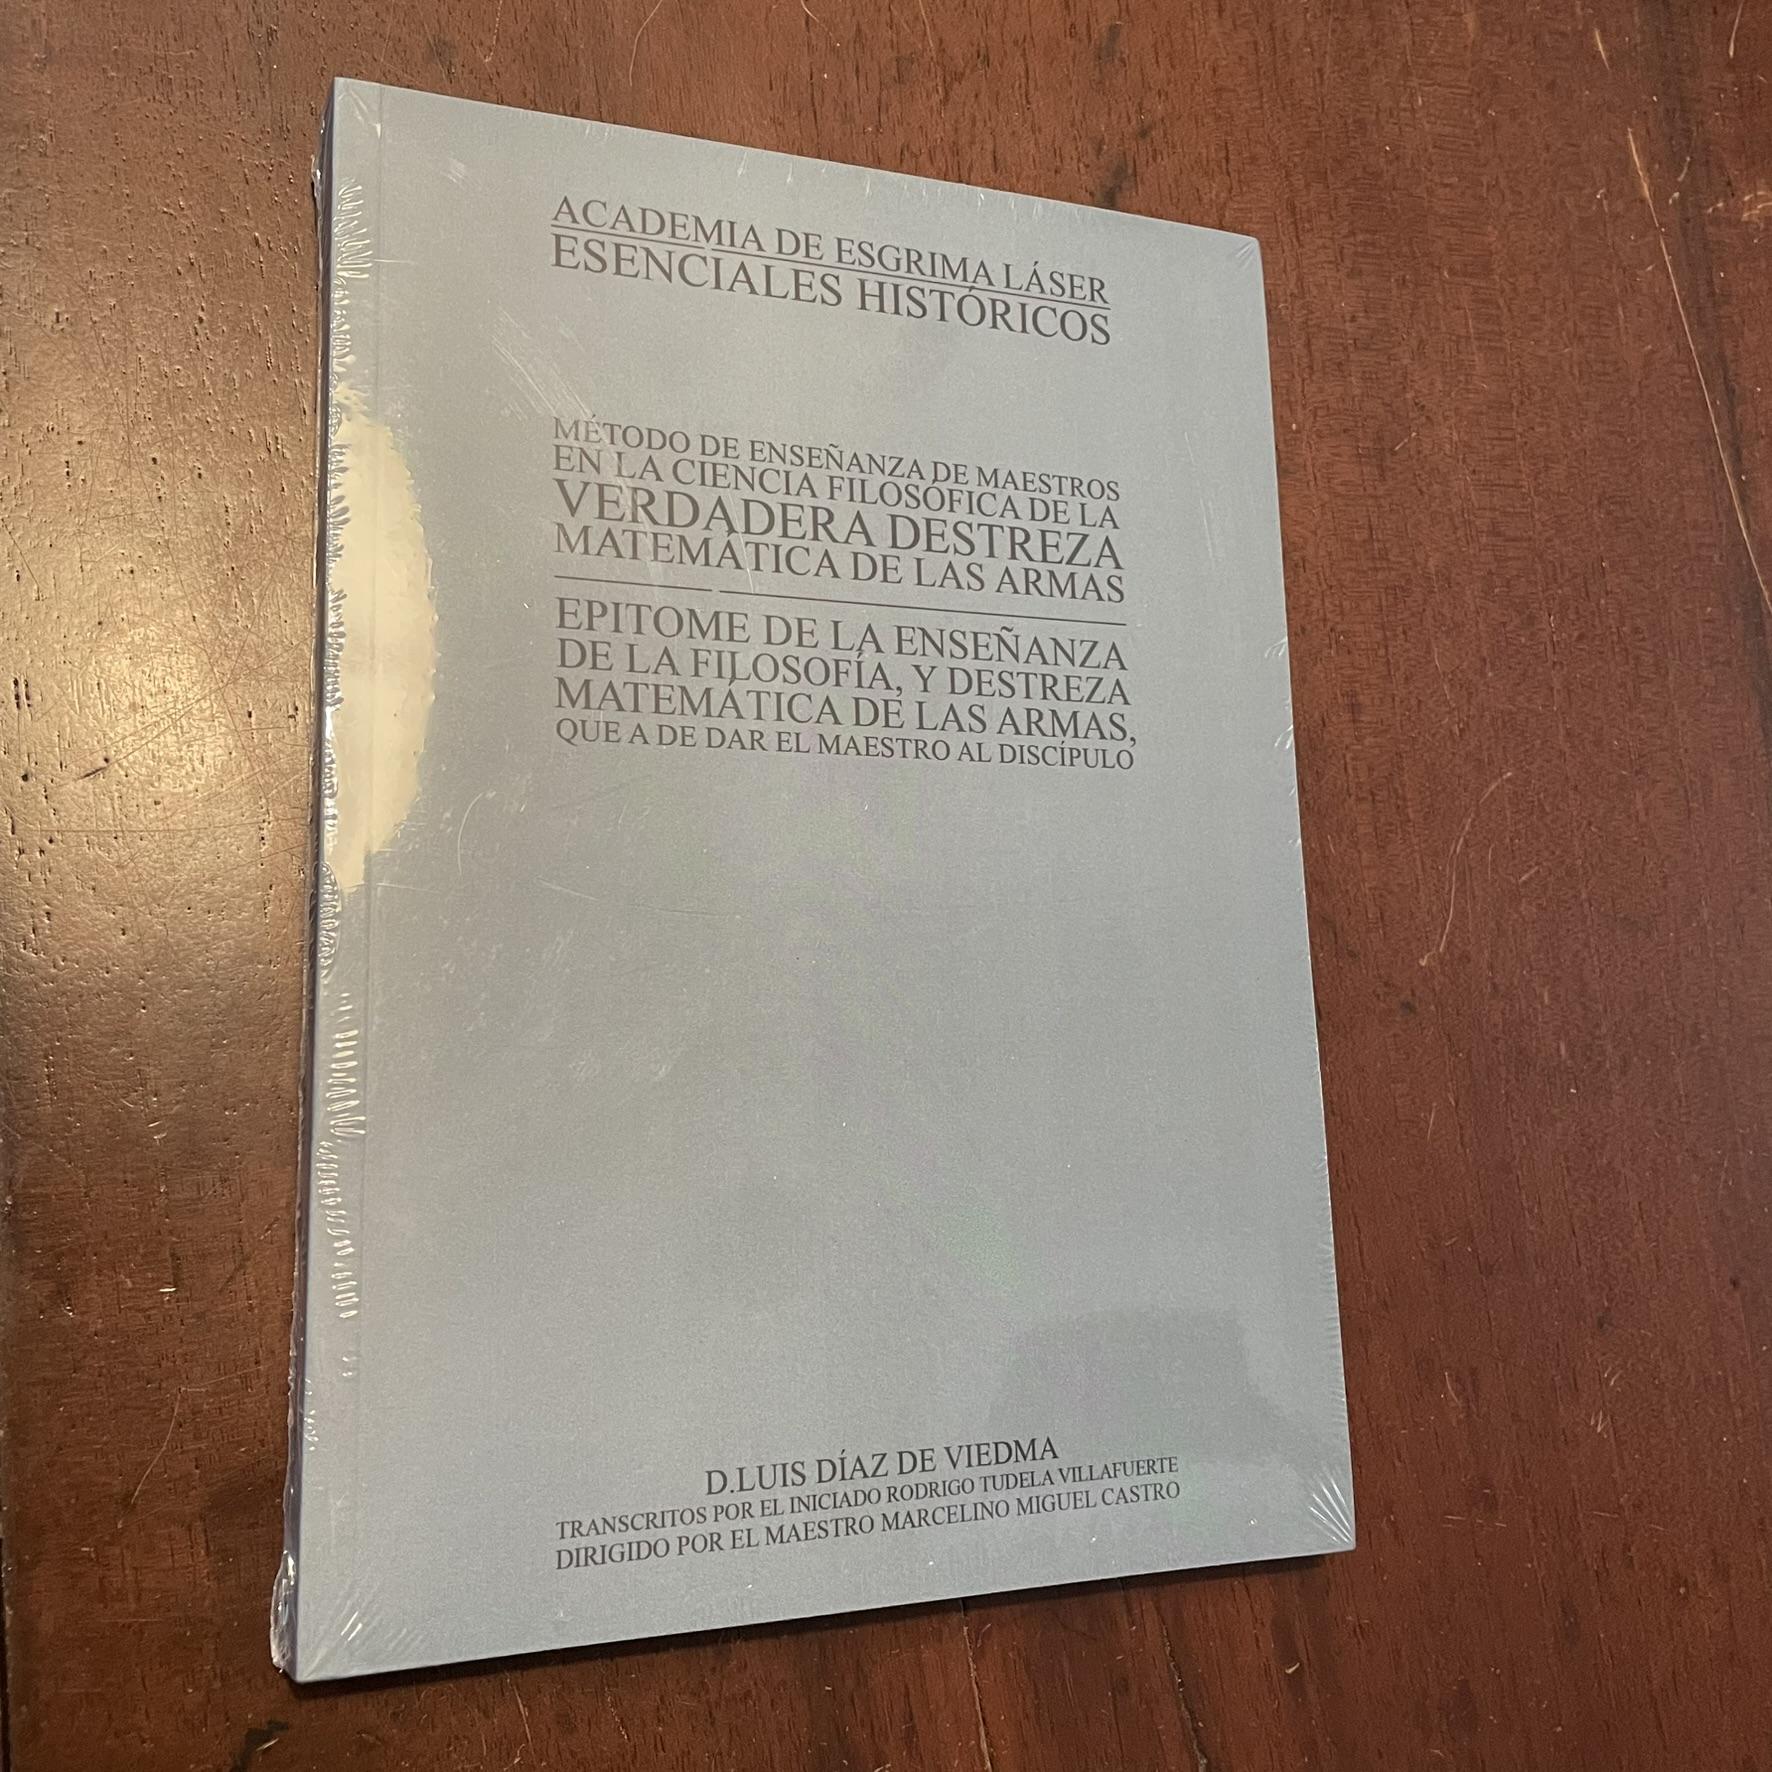 ACADEMIA DE ESGRIMA LÁSER
ESENCIALES HISTÓRICOS
MÉTODO DE ENSEÑANZA DE MAESTROS
EN LA CIENCIA FILOSÓFICA DE LA
VERDADERA DESTREZA
MATEMÁTICA DE LAS ARMAS
EPITOME DE LA ENSEÑANZA
DE LA FILOSOFÍA, Y DESTREZA
MATEMÁTICA DE LAS ARMAS,
QUE A DE DAR EL MAESTRO AL DISCÍPULO
D.LUIS DÍAZ DE VIEDMA
TRANSCRITOS POR EL INICIADO RODRIGO TUDELA VILLAFUERTE
DIRIGIDO POR EL MAESTRO MARCELINO MIGUEL CASTRO